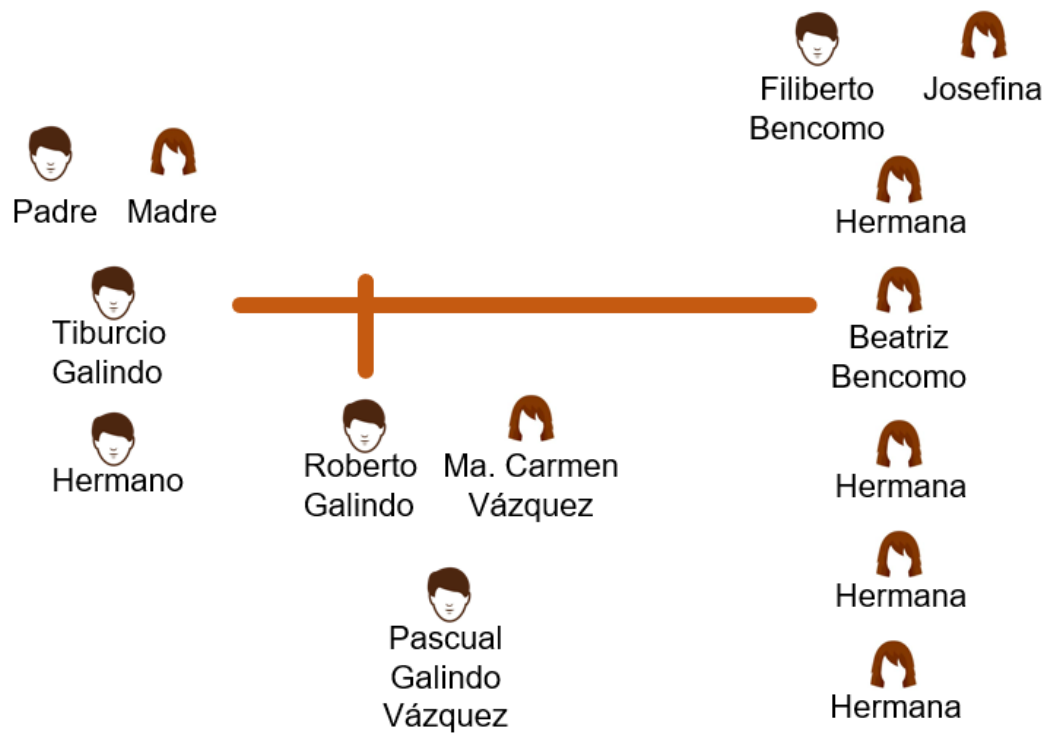 Filiberto
Bencomo
Josefina
Padre
Madre
Hermana
Tiburcio
Galindo
Beatriz
Bencomo
Hermano
Roberto
Galindo
Ma. Carmen
Vázquez
Hermana
Hermana
Pascual
Galindo
Vázquez
Hermana